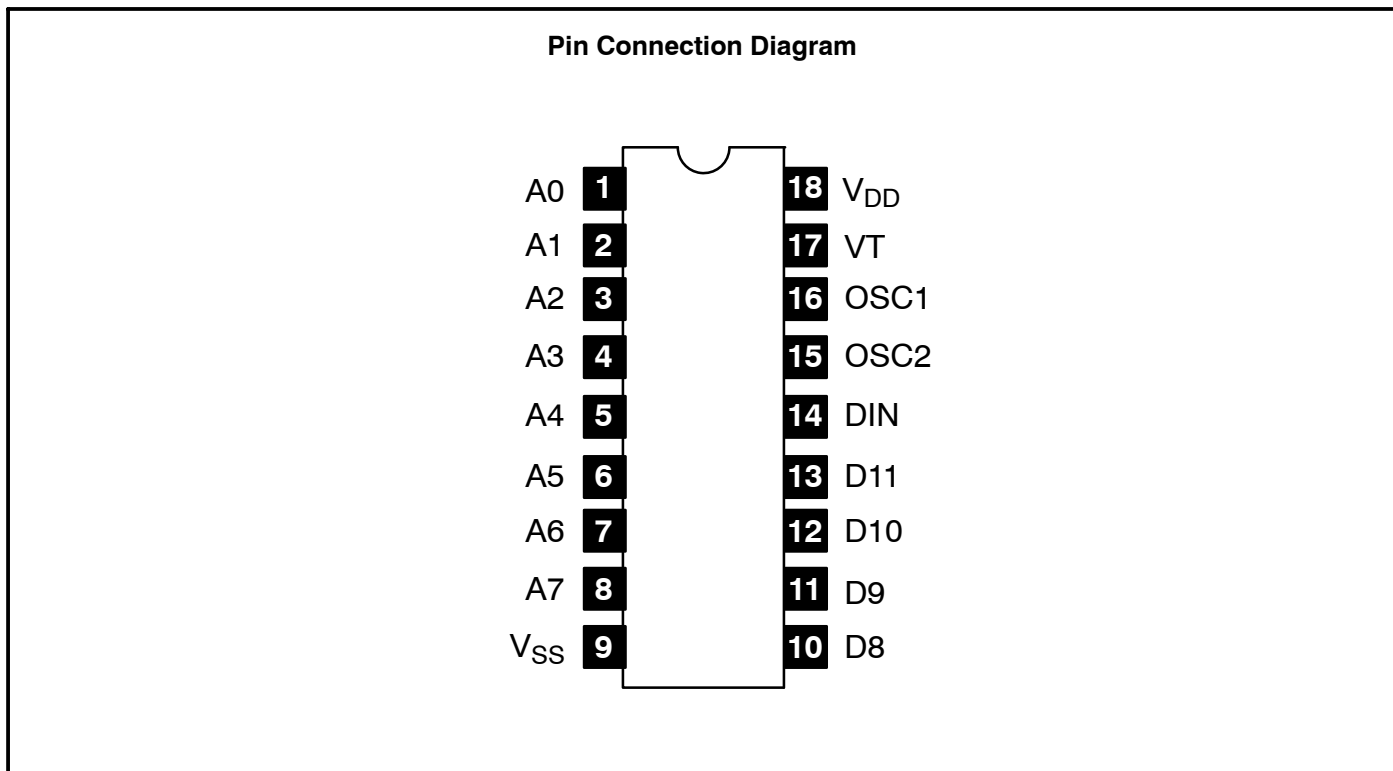 Pin Connection Diagram
A0 1 18 VDD
A1 2 17 VT
A2 3 16 OSC1
A3 4 15 OSC2
A4 5 14 DIN
A5 6 13 D11
A6 7 12 D10
A7 8 11 D9
VSS 9 10 D8